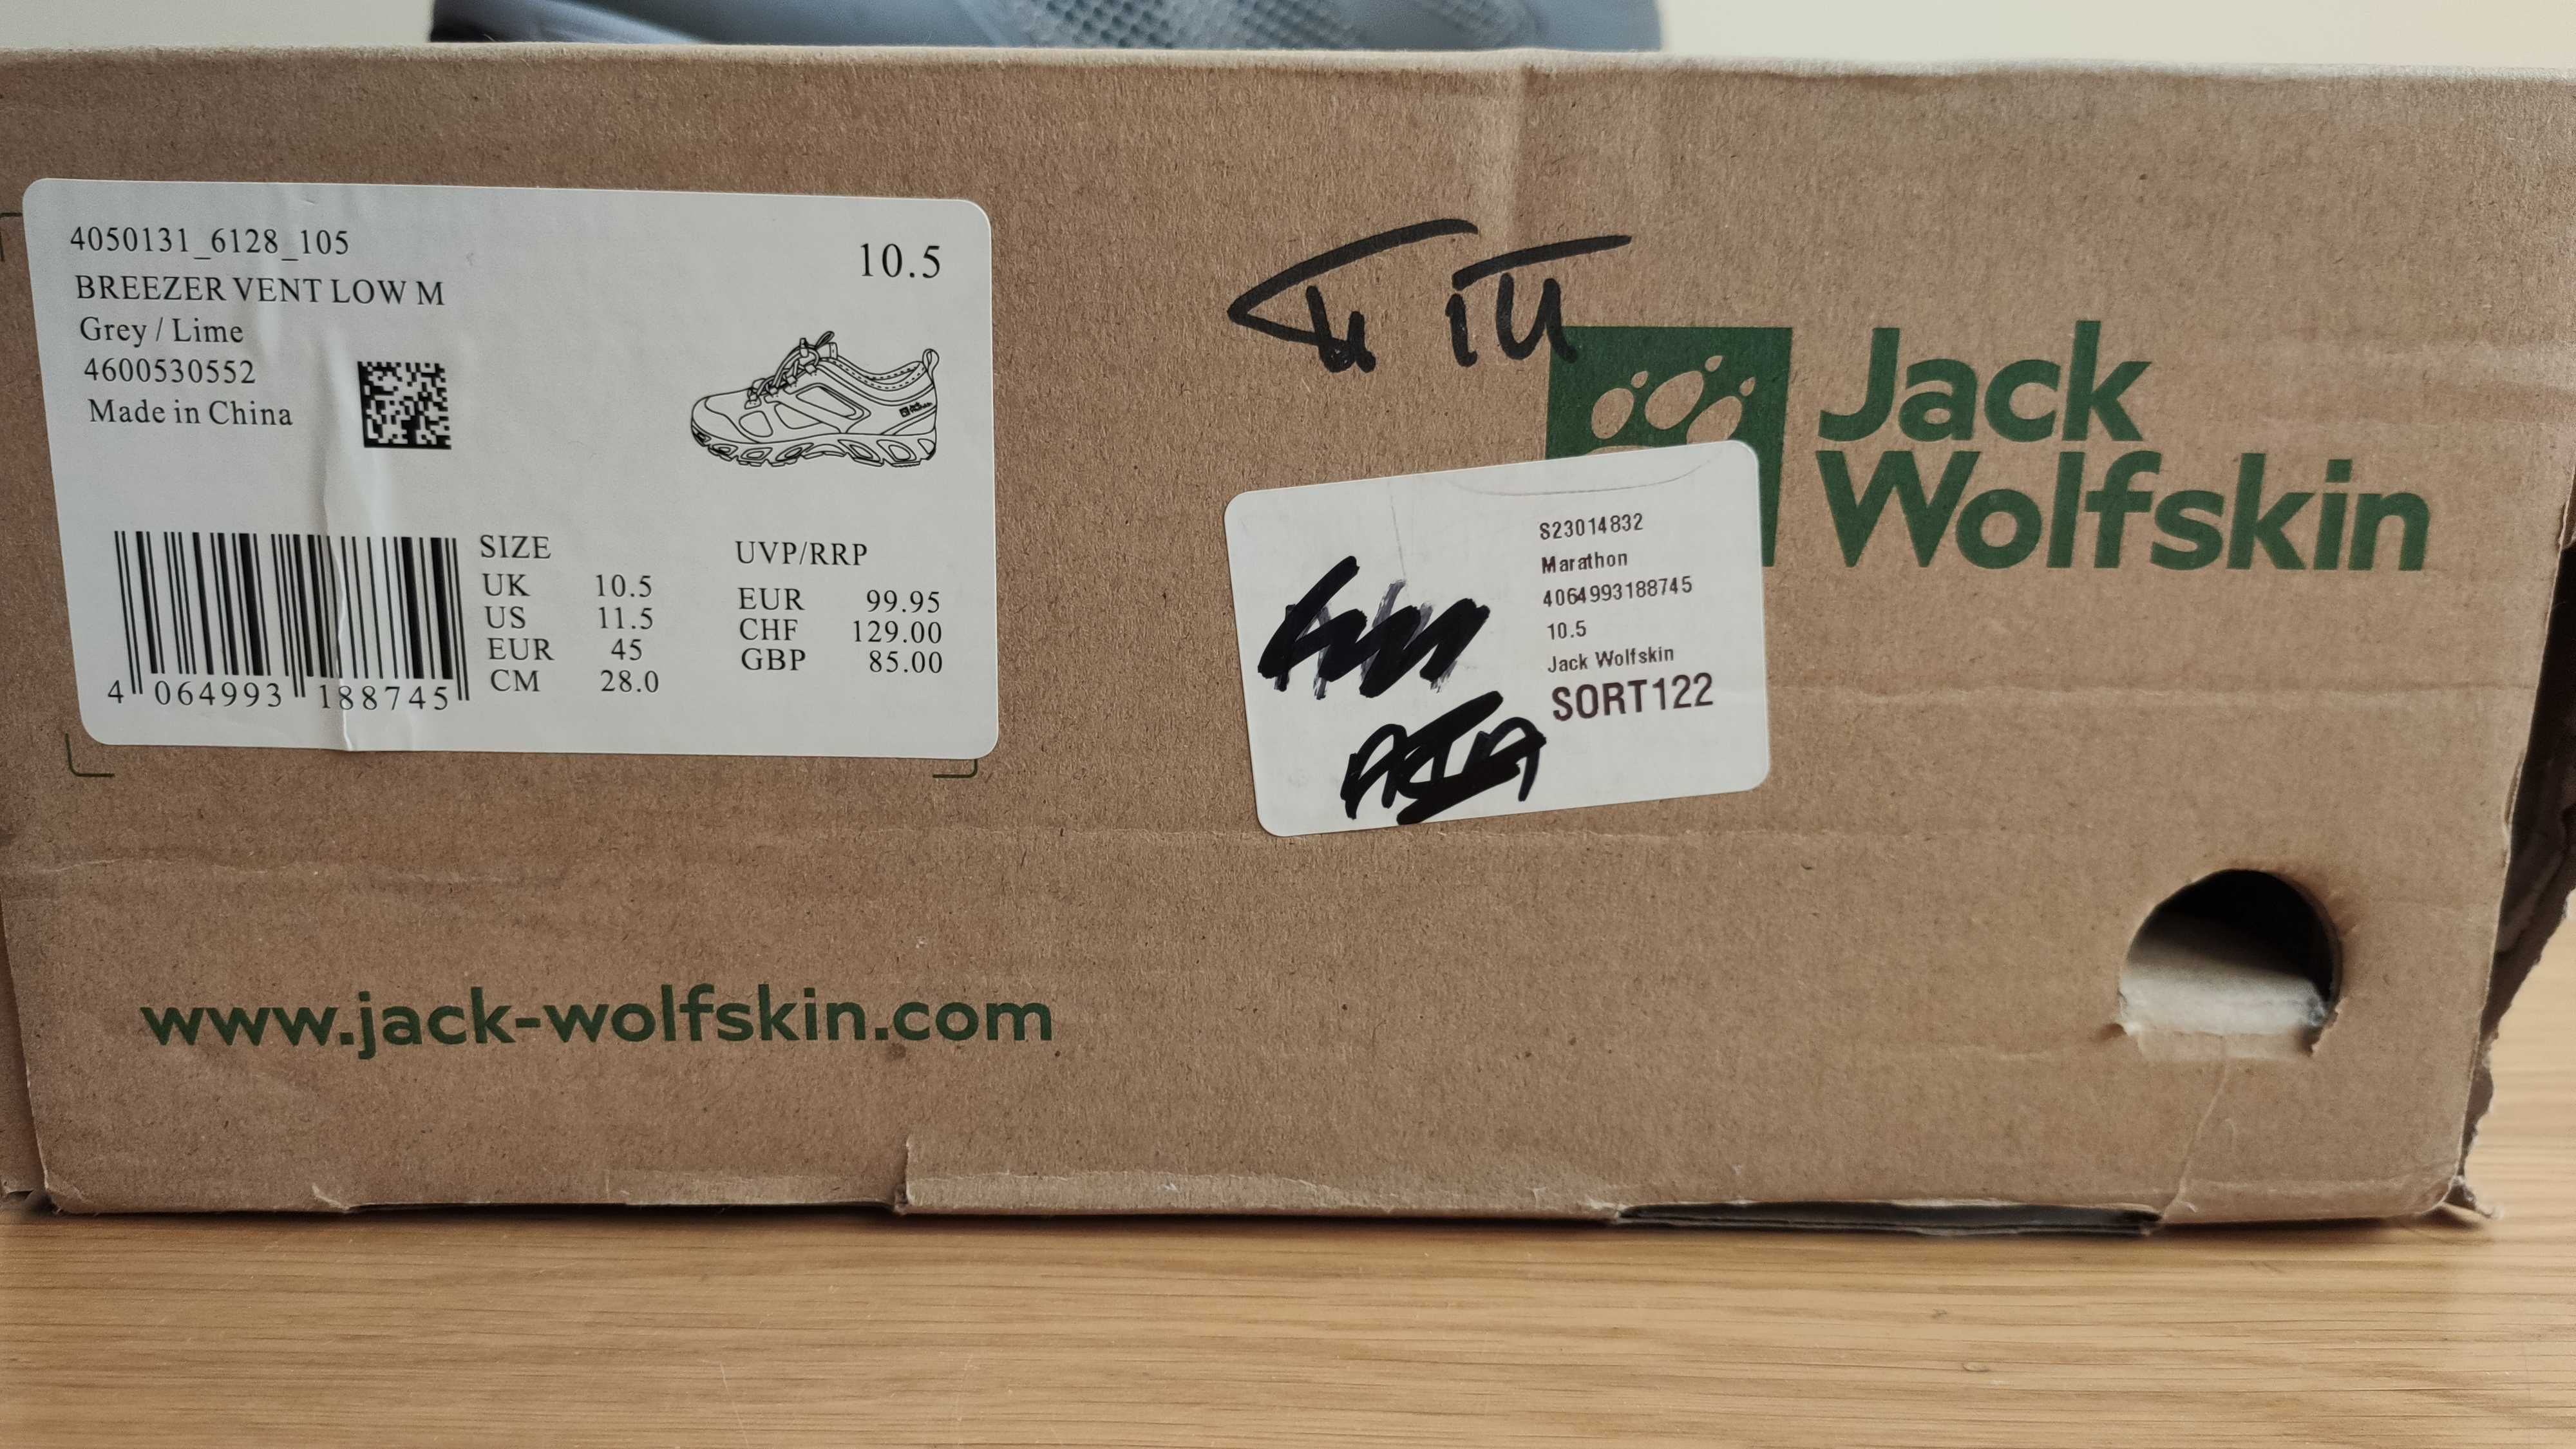 4050131_6128_105
10.5
BREEZER VENT LOW M
Grey / Lime
4600530552
Made in China
SIZE
UK 10.5
US 11.5
EUR 45
CM 28.0
UVP/RRP
EUR 99.95
CHF 129.00
GBP 85.00
4 064993 188745
Jack
Wolfskin
S23014832
Marathon
4064993188745
10.5
Jack Wolfskin
SORT122
www.jack-wolfskin.com